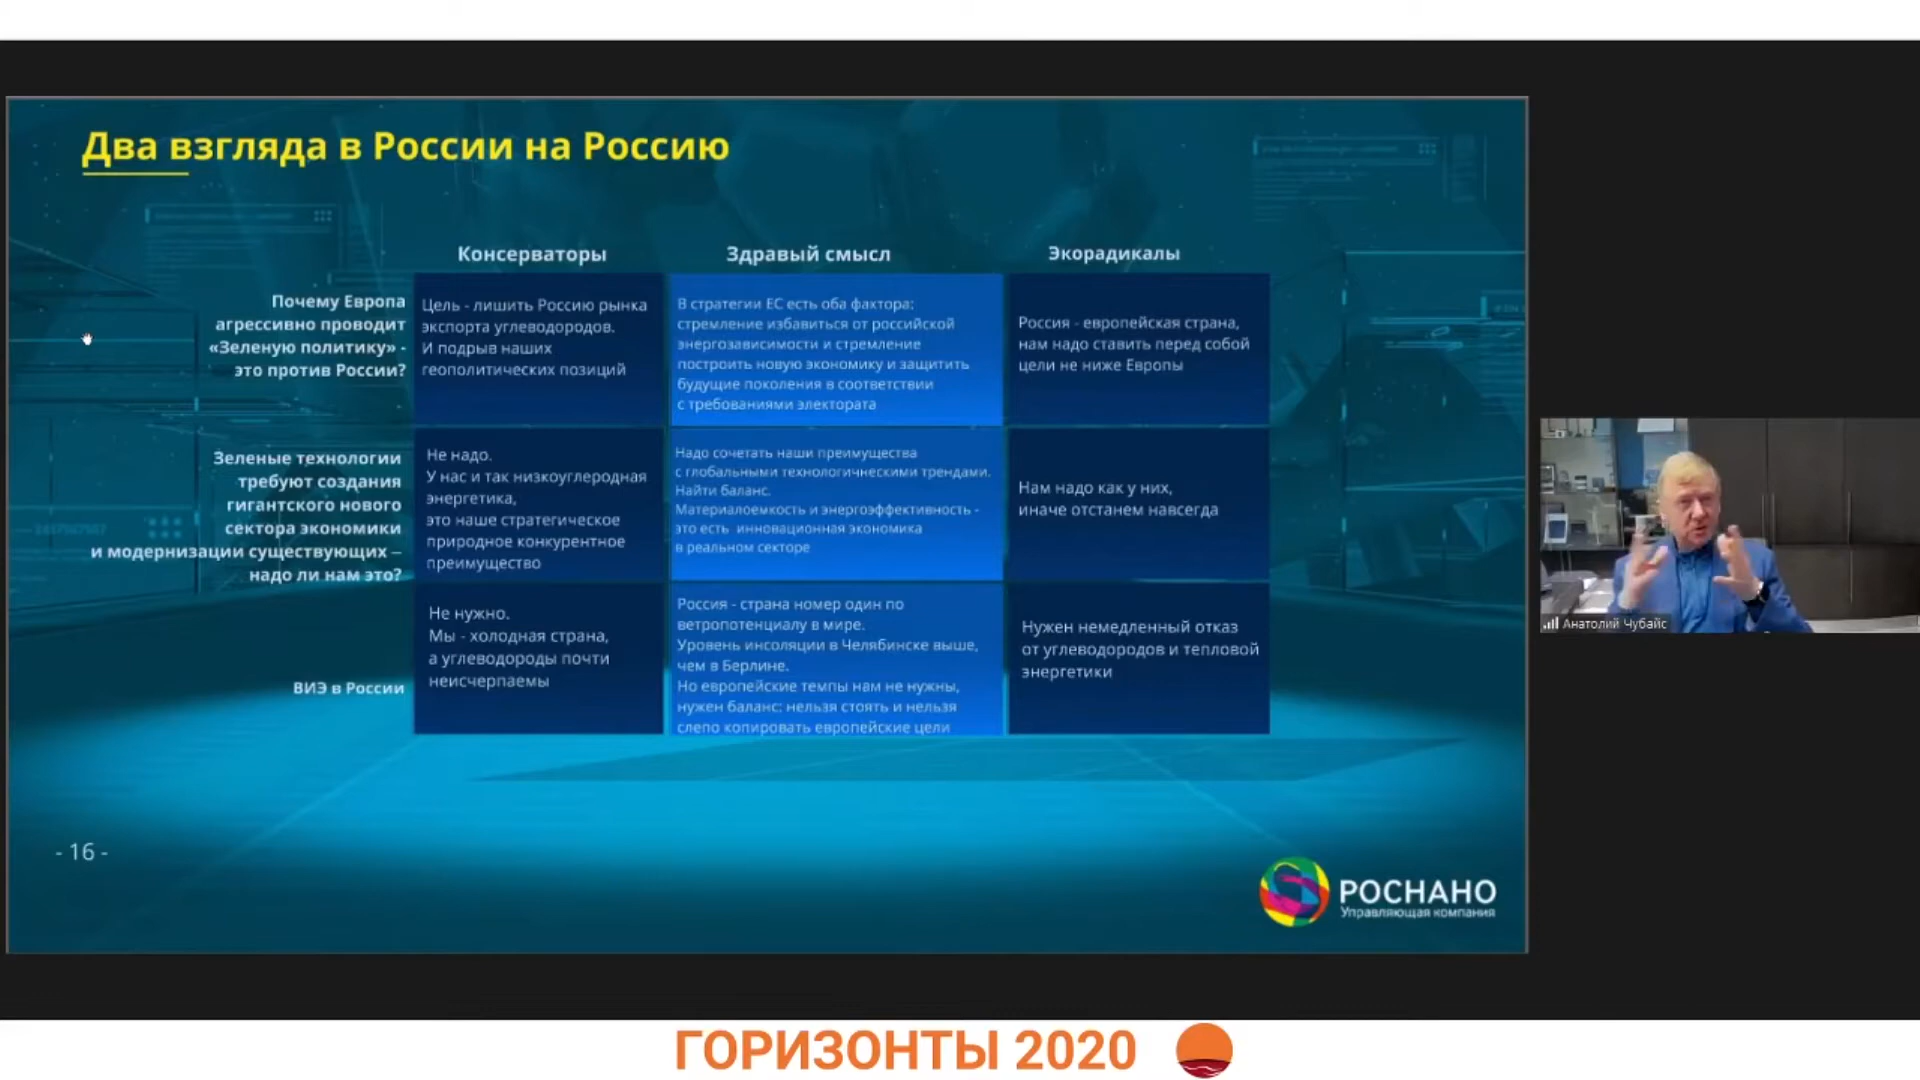 Два взгляда в России на Россию
Консерваторы
Здравый смысл
Экорадикалы
Почему Европа
агрессивно проводит
«Зеленую политику» -
это против России?
Цель - лишить Россию рынка
экспорта углеводородов.
И подрыв наших
геополитических позиций
В стратегии ЕС есть оба фактора:
стремление избавиться от российской
энергозависимости и стремление
построить новую экономику и защитить
будущие поколения в соответствии
с требованиями электората
Россия - европейская страна,
нам надо ставить перед собой
цели не ниже Европы
Зеленые технологии
требуют создания
гигантского нового
сектора экономики
и модернизации существующих –
надо ли нам это?
Не надо.
У нас и так низкоуглеродная
энергетика,
это наше стратегическое
природное конкурентное
преимущество
Надо сочетать наши преимущества
с глобальными технологичнескими трендами.
Найти баланс.
Материалоемкость и энергоэффективность -
это есть инновационная экономика
в реальном секторе
Нам надо как у них,
иначе отстанем навсегда
ВИЭ в России
Не нужно.
Мы - холодная страна,
а углеводороды почти
неисчерпаемы
Россия - страна номер один по
ветропотенциалу в мире.
Уровень инсоляции в Челябинске выше,
чем в Берлине.
Но европейские темпы нам не нужны,
нужен баланс: нельзя стоять и нельзя
слепо копировать европейские цели
Нужен немедленный отказ
от углеводородов и тепловой
энергетики
Анатолий Чубайс
- 16 -
РОСНАНО
Управляющая компания
ГОРИЗОНТЫ 2020